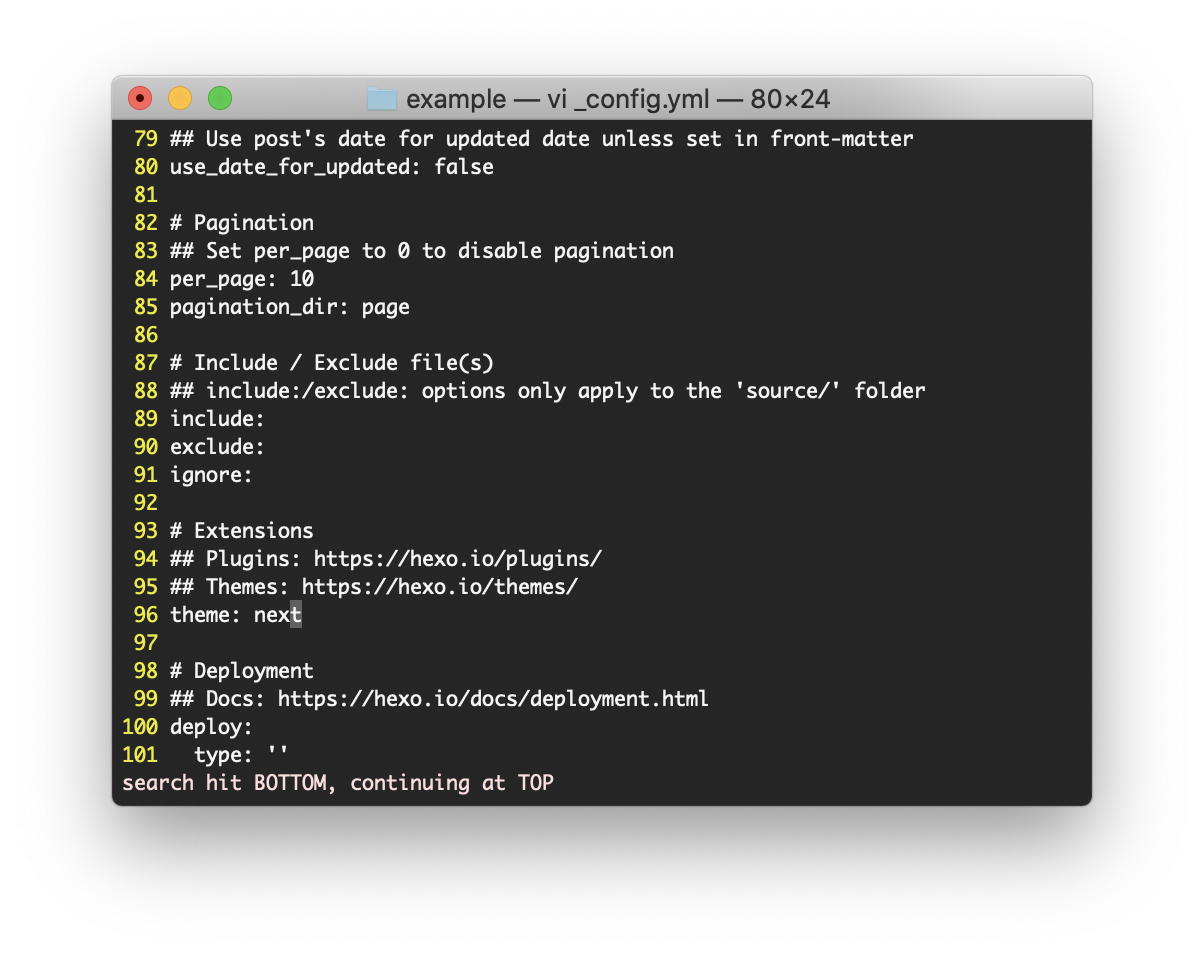 example — vi _config.yml — 80×24
79 ## Use post's date for updated date unless set in front-matter
80 use_date_for_updated: false
81
82 # Pagination
83 ## Set per_page to 0 to disable pagination
84 per_page: 10
85 pagination_dir: page
86
87 # Include / Exclude file(s)
88 ## include:/exclude: options only apply to the 'source/' folder
89 include:
90 exclude:
91 ignore:
92
93 # Extensions
94 ## Plugins: https://hexo.io/plugins/
95 ## Themes: https://hexo.io/themes/
96 theme: next
97
98 # Deployment
99 ## Docs: https://hexo.io/docs/deployment.html
100 deploy:
101   type: ''
search hit BOTTOM, continuing at TOP